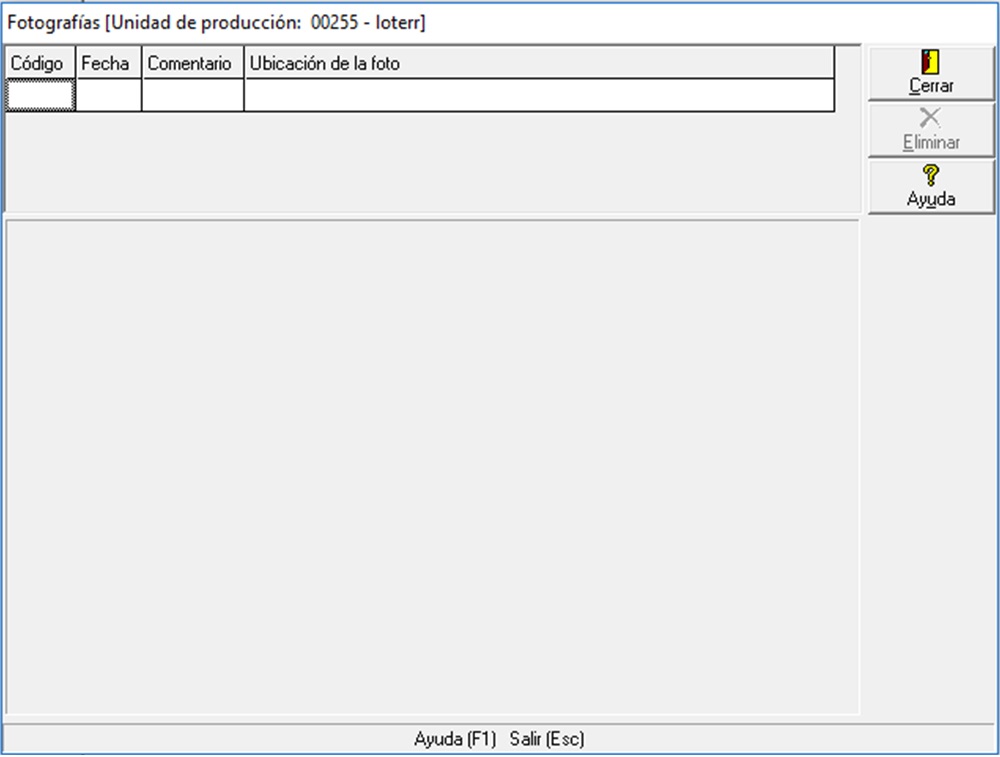 Fotografías [Unidad de producción:  00255 - loterr]
Código Fecha Comentario Ubicación de la foto
Cerrar
Eliminar
Ayuda
Ayuda (F1) Salir (Esc)